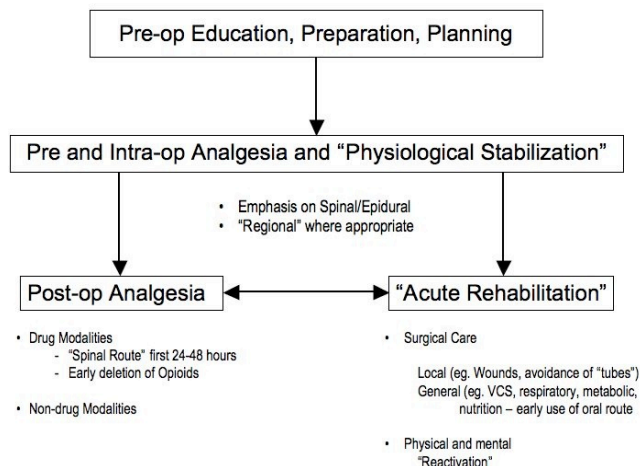 Pre-op Education, Preparation, Planning
Pre and Intra-op Analgesia and “Physiological Stabilization”
• Emphasis on Spinal/Epidural
• “Regional” where appropriate
Post-op Analgesia
“Acute Rehabilitation”
• Drug Modalities
- “Spinal Route” first 24-48 hours
- Early deletion of Opioids
• Non-drug Modalities
• Surgical Care
Local (eg. Wounds, avoidance of “tubes”)
General (eg. VCS, respiratory, metabolic,
nutrition – early use of oral route
• Physical and mental
“Reactivation”